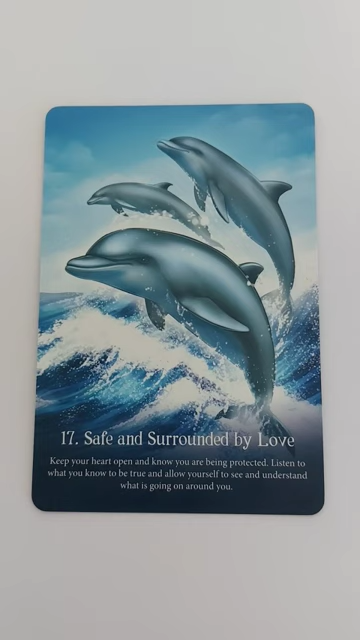 17. Safe and Surrounded by Love
Keep your heart open and know you are being protected. Listen to
what you know to be true and allow yourself to see and understand
what is going on around you.